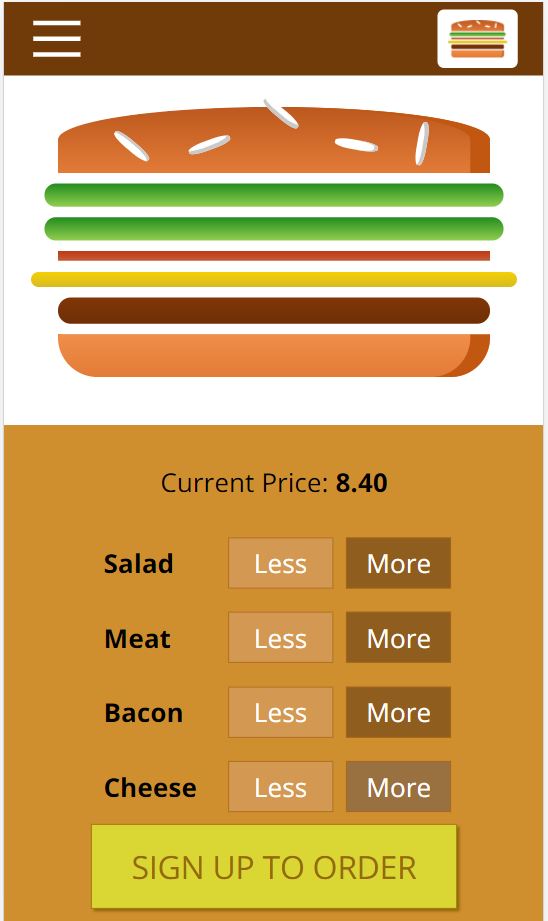 Current Price: 8.40
Salad Less More
Meat Less More
Bacon Less More
Cheese Less More
SIGN UP TO ORDER